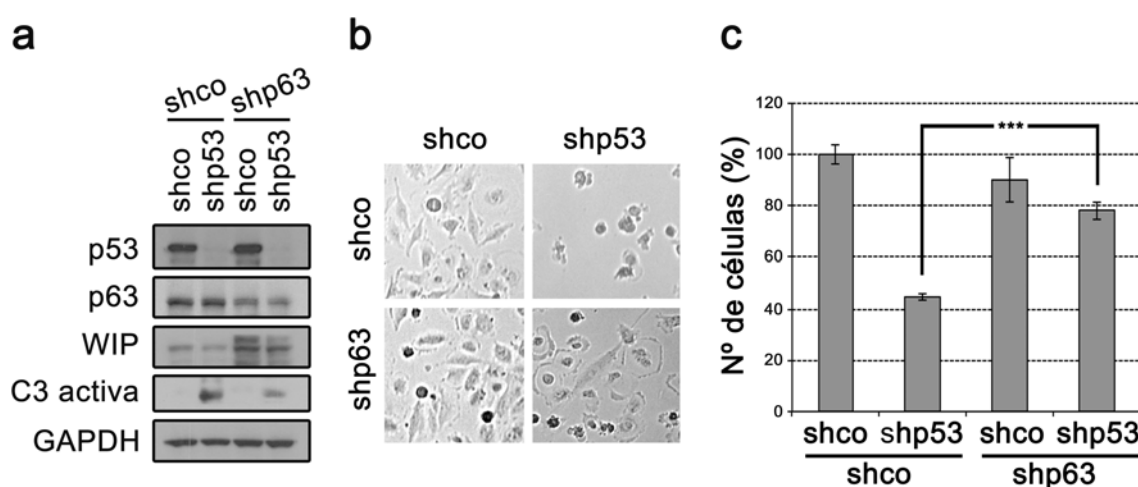 a
shco shp63
shco shp53 shco shp53
p53
p63
WIP
C3 activa
GAPDH
b
shco shp53
shco
shp63
c
Nº de células (%)
120
100
80
60
40
20
0
***
shco shp53 shco shp53
shco shp63